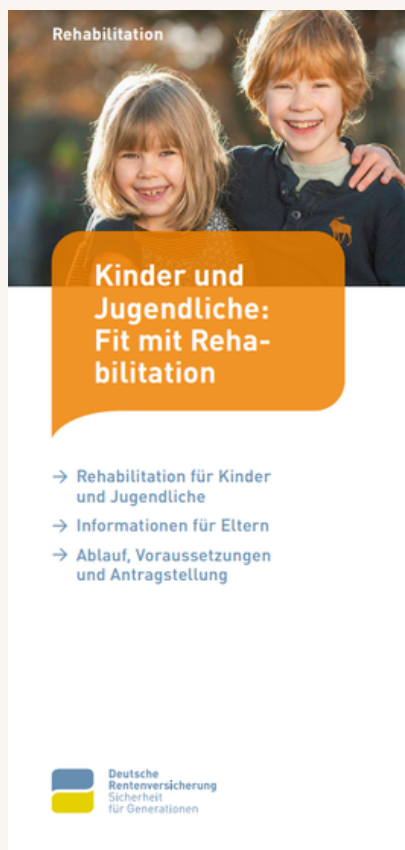 Rehabilitation
Kinder und
Jugendliche:
Fit mit Reha-
bilitation
→ Rehabilitation für Kinder
und Jugendliche
→ Informationen für Eltern
→ Ablauf, Voraussetzungen
und Antragstellung
Deutsche
Rentenversicherung
Sicherheit
für Generationen